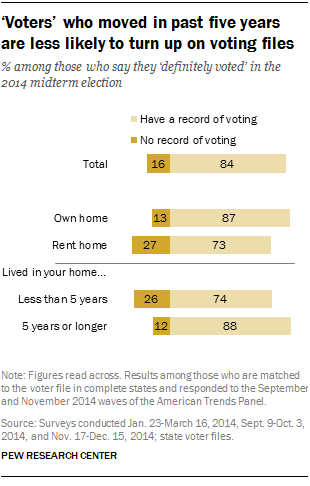 ‘Voters’ who moved in past five years
are less likely to turn up on voting files
% among those who say they ‘definitely voted’ in the
2014 midterm election
Have a record of voting
No record of voting
Total 16 84
Own home 13 87
Rent home 27 73
Lived in your home...
Less than 5 years 26 74
5 years or longer 12 88
Note: Figures read across. Results among those who are matched
to the voter file in complete states and responded to the September
and November 2014 waves of the American Trends Panel.
Source: Surveys conducted Jan. 23-March 16, 2014, Sept. 9-Oct. 3,
2014, and Nov. 17-Dec. 15, 2014; state voter files.
PEW RESEARCH CENTER